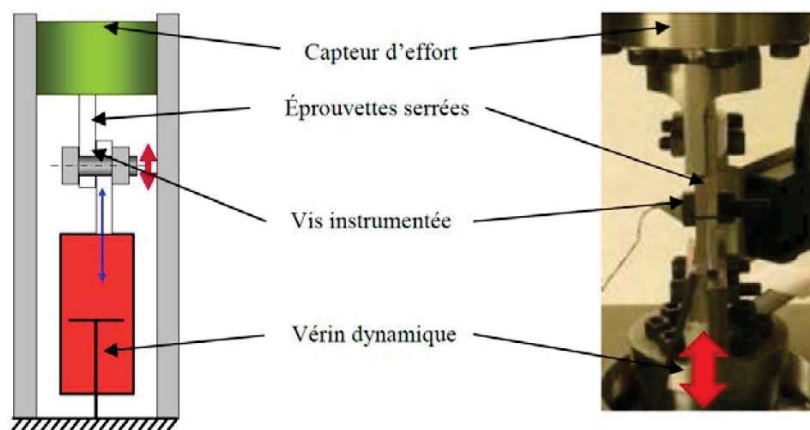 Capteur d'effort
Éprouvettes serrées
Vis instrumentée
Vérin dynamique